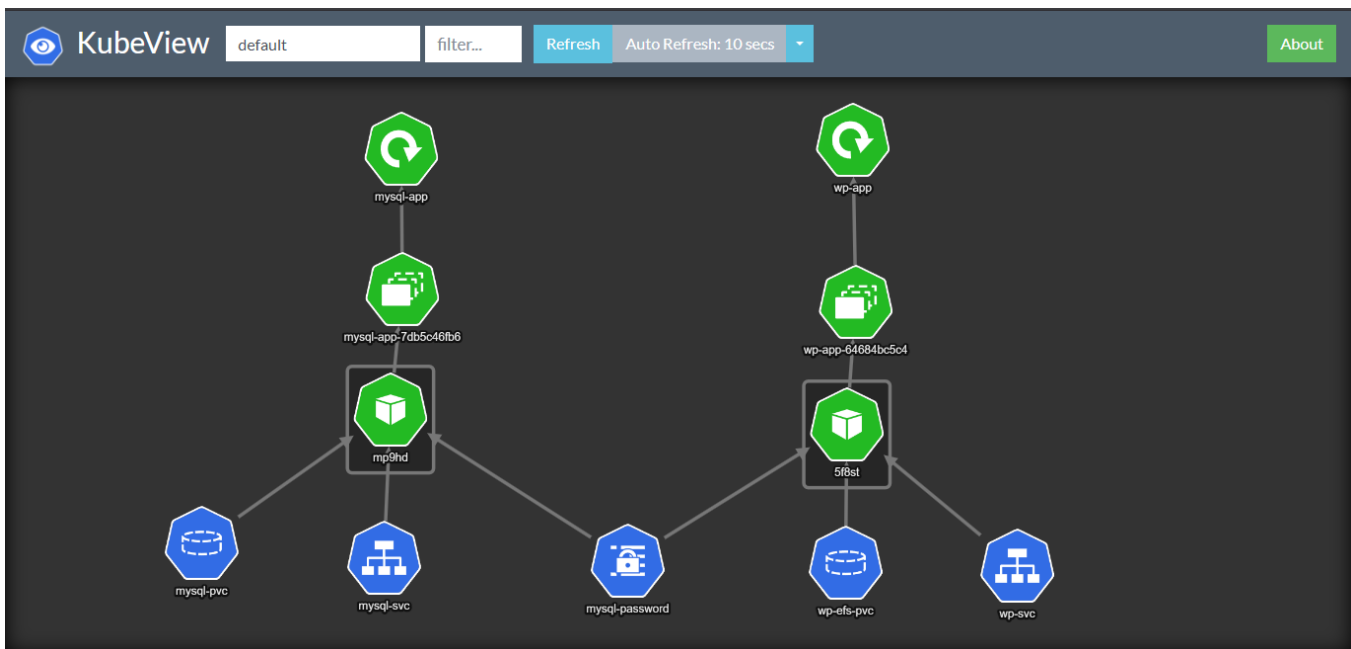 KubeView
default
filter...
Refresh
Auto Refresh: 10 secs
About
mysql-app
wp-app
mysql-app-7db5c46fb6
wp-app-64684bc5c4
mp9hd
5f8st
mysql-pvc
mysql-svc
mysql-password
wp-efs-pvc
wp-svc